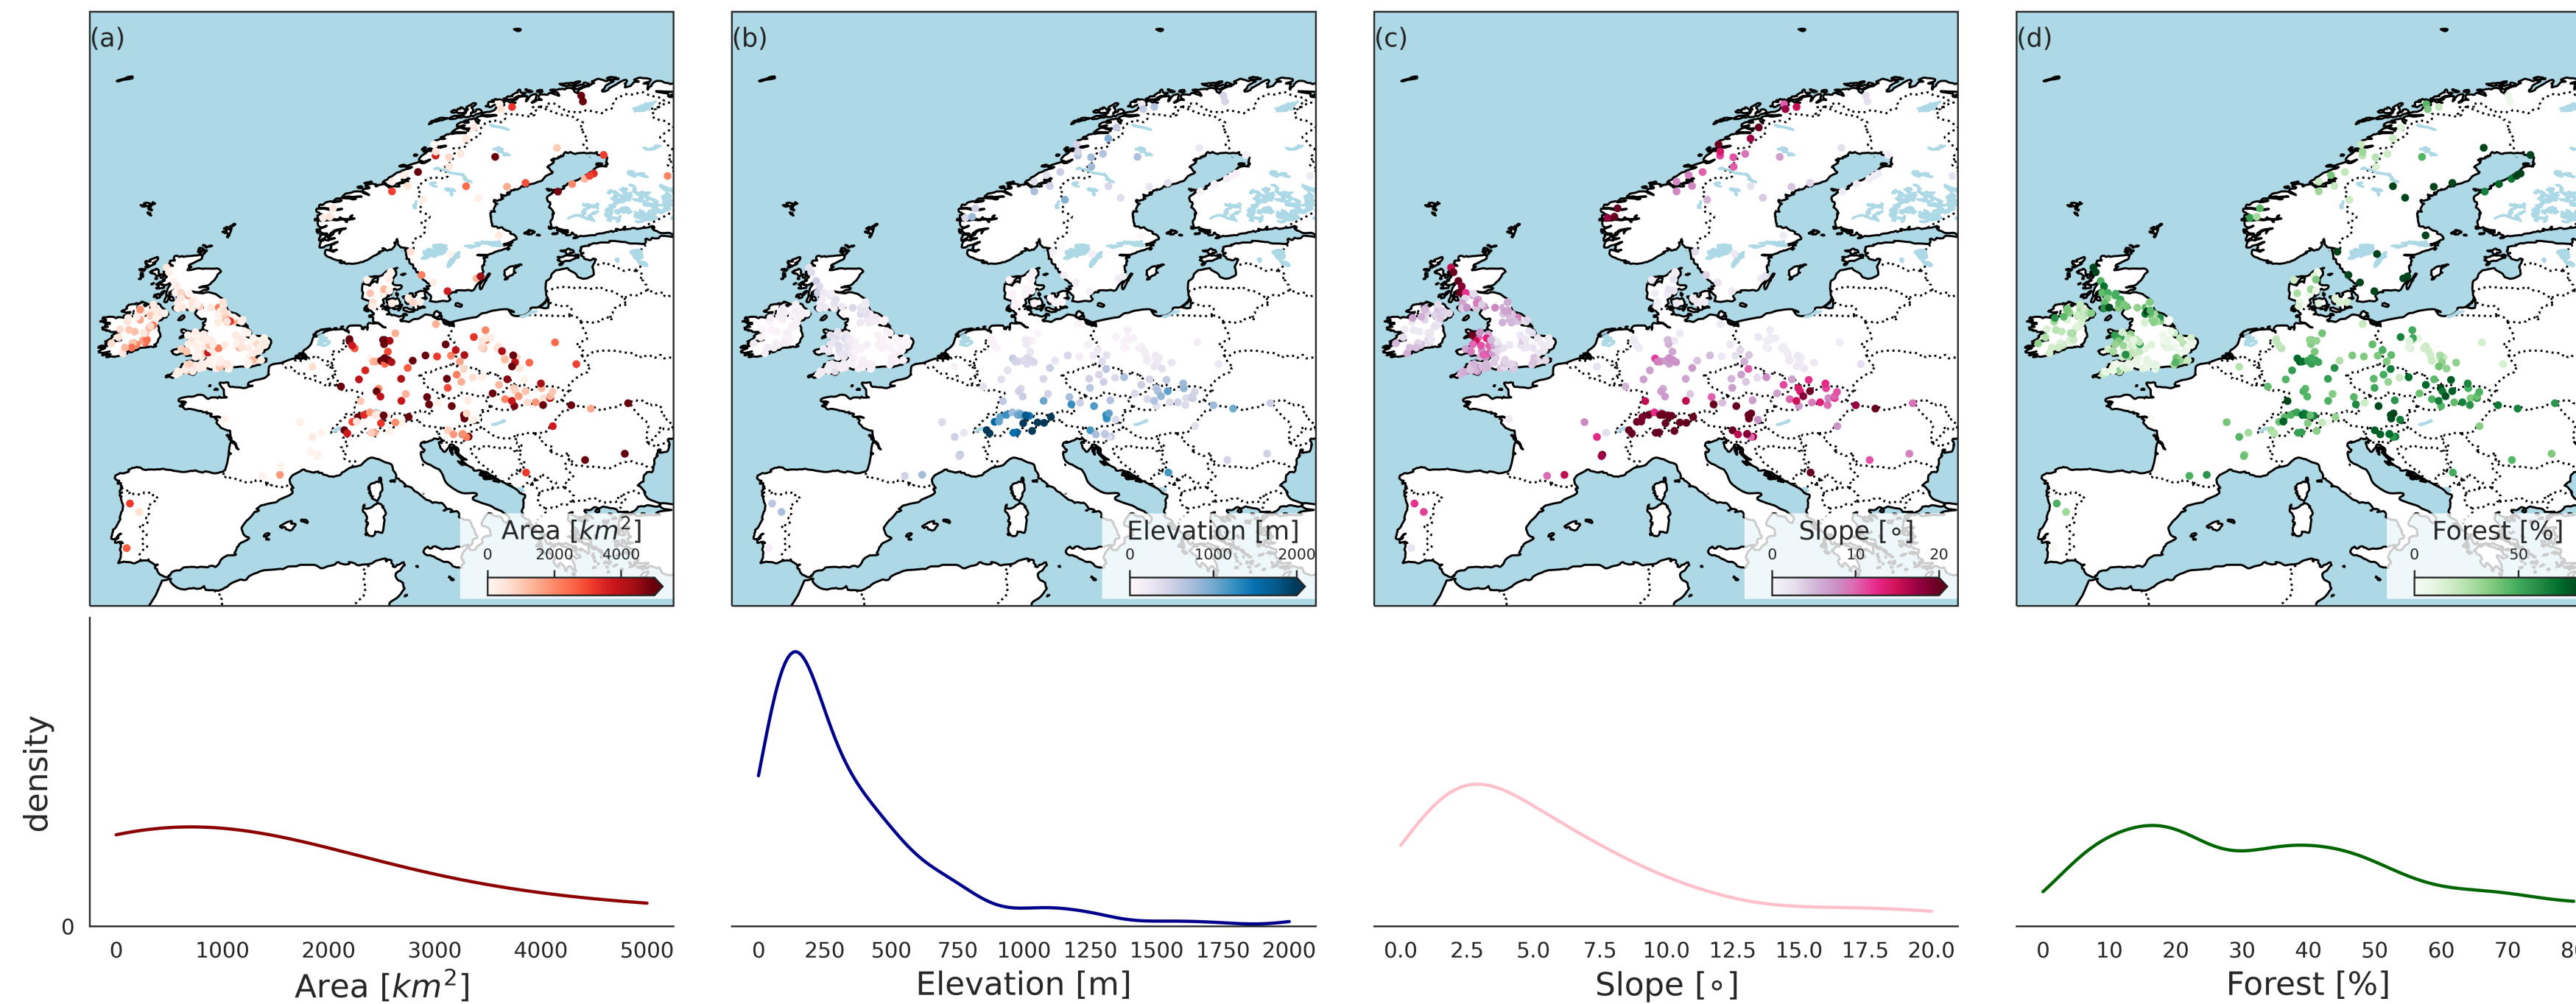 (a)
(b)
(c)
(d)
Area [km²]
0 2000 4000
Elevation [m]
0 1000 2000
Slope [∘]
0 10 20
Forest [%]
0 50
density
0
0 1000 2000 3000 4000 5000
Area [km²]
0 250 500 750 1000 1250 1500 1750 2000
Elevation [m]
0.0 2.5 5.0 7.5 10.0 12.5 15.0 17.5 20.0
Slope [∘]
0 10 20 30 40 50 60 70
Forest [%]